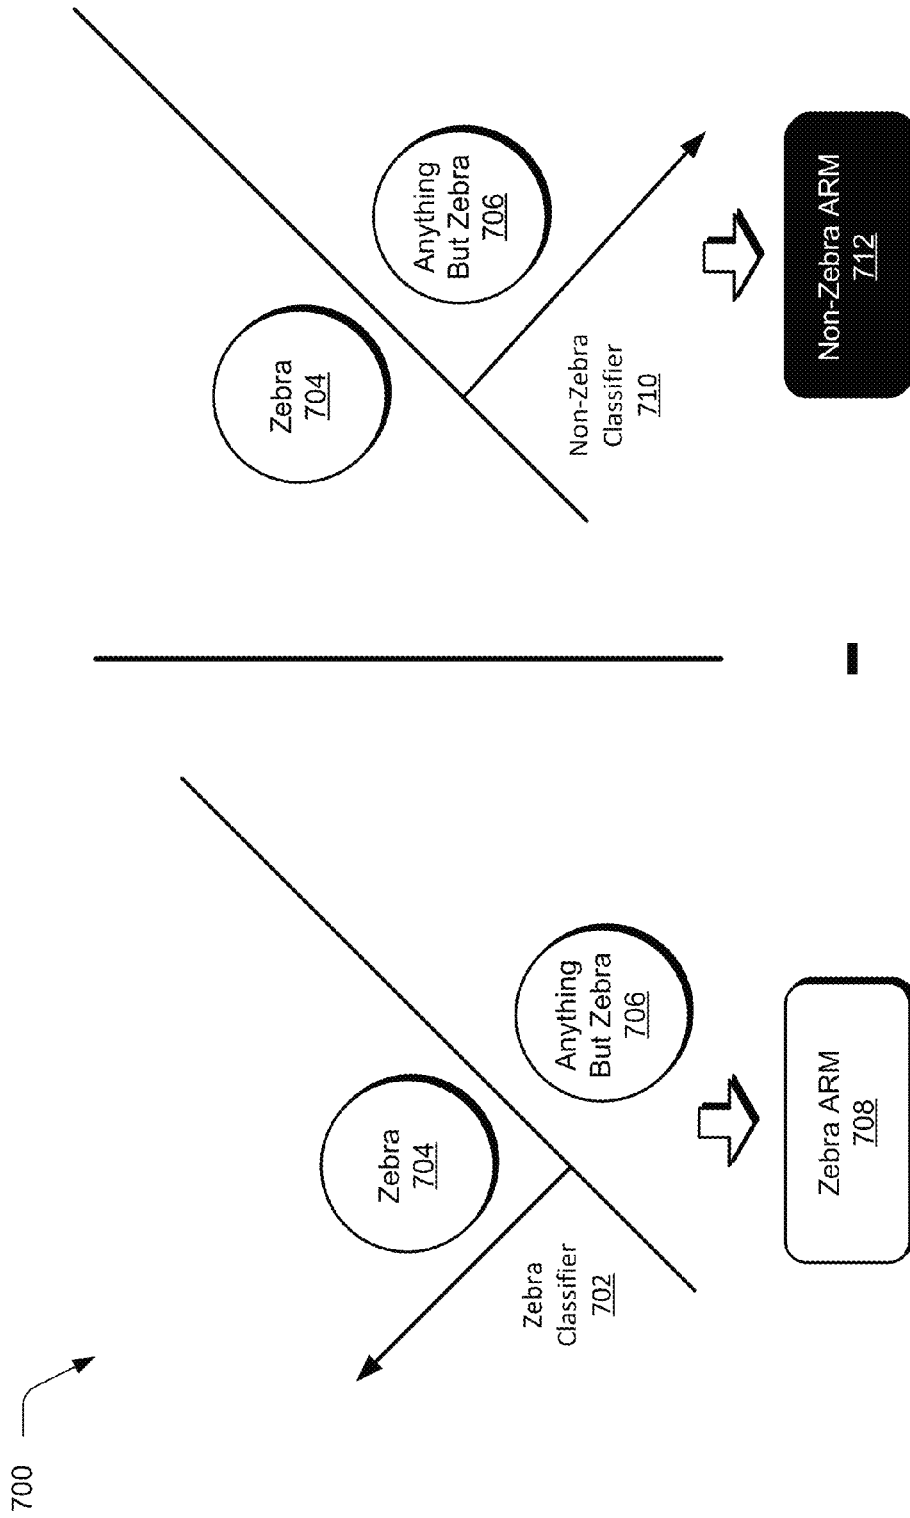 700
Zebra
704
Anything
But Zebra
706
Zebra
Classifier
702
Zebra ARM
708
Zebra
704
Anything
But Zebra
706
Non-Zebra
Classifier
710
Non-Zebra ARM
712